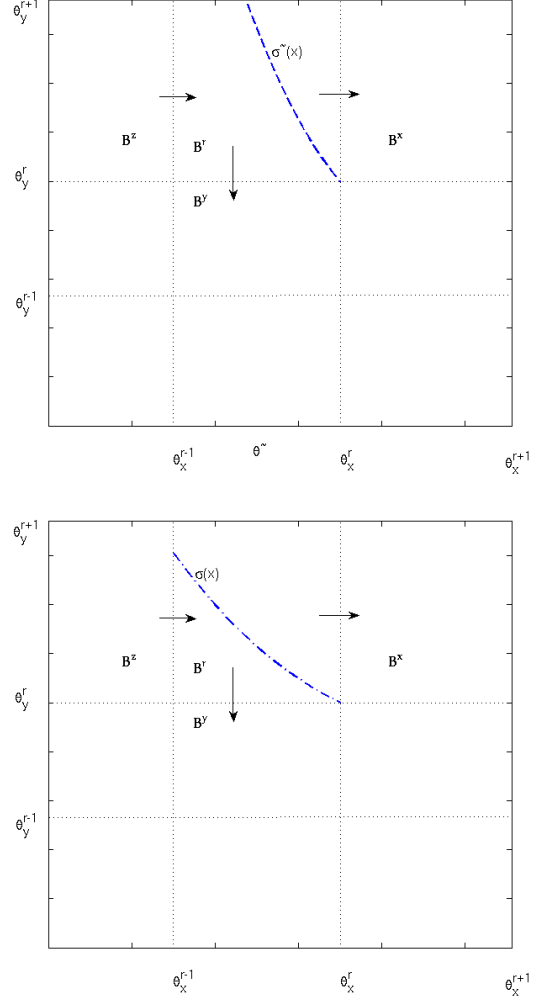 θ_y^{r+1}
σ˜(x)
B^z B^r B^x
θ_y^r
B^y
θ_y^{r-1}
θ_x^{r-1} θ˜ θ_x^r θ_x^{r+1}
θ_y^{r+1}
σ(x)
B^z B^r B^x
θ_y^r
B^y
θ_y^{r-1}
θ_x^{r-1} θ_x^r θ_x^{r+1}